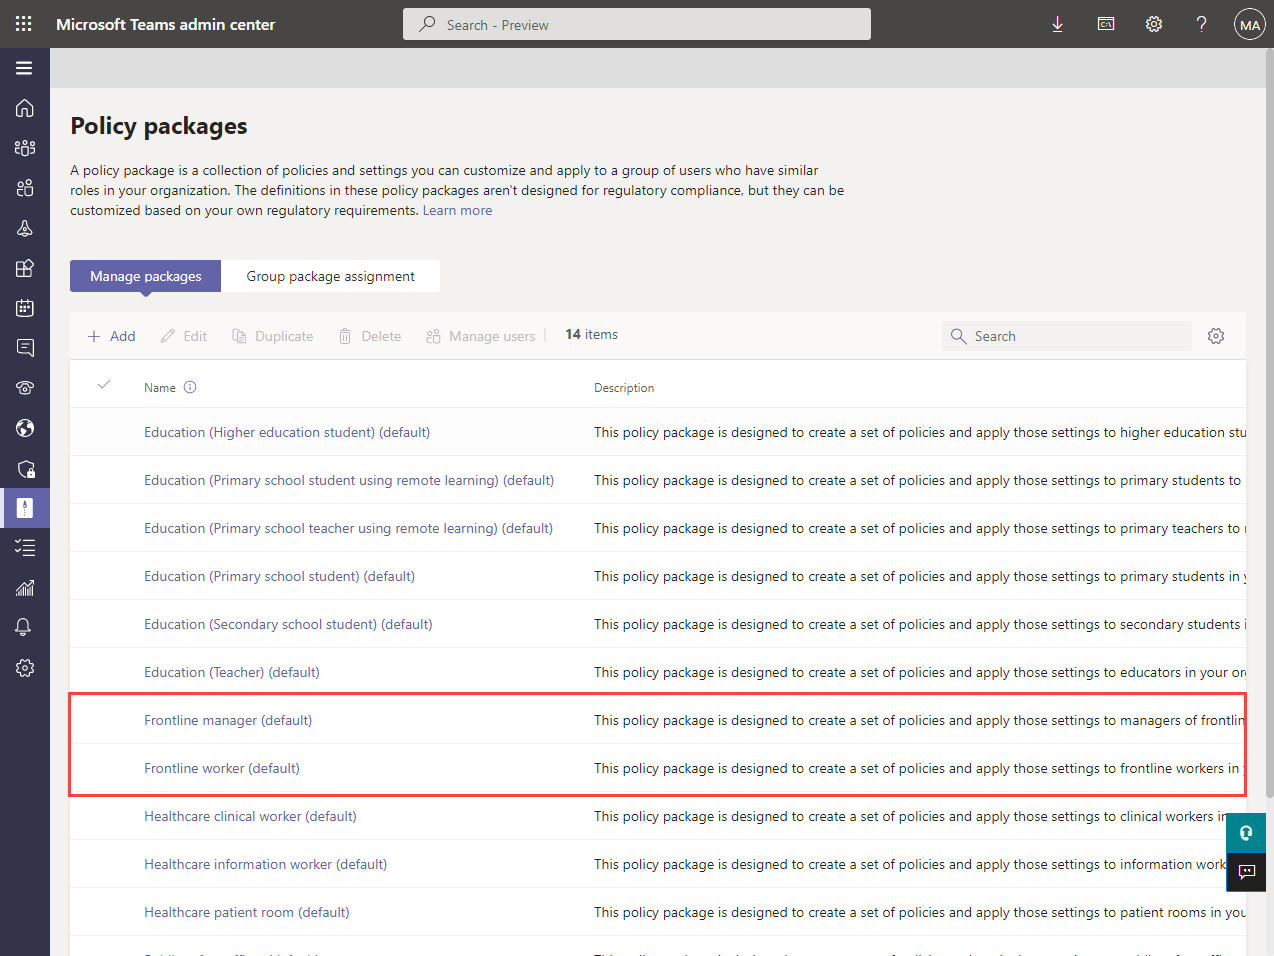 Microsoft Teams admin center
Search - Preview
MA
Policy packages
A policy package is a collection of policies and settings you can customize and apply to a group of users who have similar
roles in your organization. The definitions in these policy packages aren't designed for regulatory compliance, but they can be
customized based on your own regulatory requirements. Learn more
Manage packages
Group package assignment
Add
Edit
Duplicate
Delete
Manage users
14 items
Search
Name
Description
Education (Higher education student) (default)
This policy package is designed to create a set of policies and apply those settings to higher education stu
Education (Primary school student using remote learning) (default)
This policy package is designed to create a set of policies and apply those settings to primary students to
Education (Primary school teacher using remote learning) (default)
This policy package is designed to create a set of policies and apply those settings to primary teachers to
Education (Primary school student) (default)
This policy package is designed to create a set of policies and apply those settings to primary students in
Education (Secondary school student) (default)
This policy package is designed to create a set of policies and apply those settings to secondary students
Education (Teacher) (default)
This policy package is designed to create a set of policies and apply those settings to educators in your or
Frontline manager (default)
This policy package is designed to create a set of policies and apply those settings to managers of frontlin
Frontline worker (default)
This policy package is designed to create a set of policies and apply those settings to frontline workers in
Healthcare clinical worker (default)
This policy package is designed to create a set of policies and apply those settings to clinical workers in
Healthcare information worker (default)
This policy package is designed to create a set of policies and apply those settings to information work
Healthcare patient room (default)
This policy package is designed to create a set of policies and apply those settings to patient rooms in you